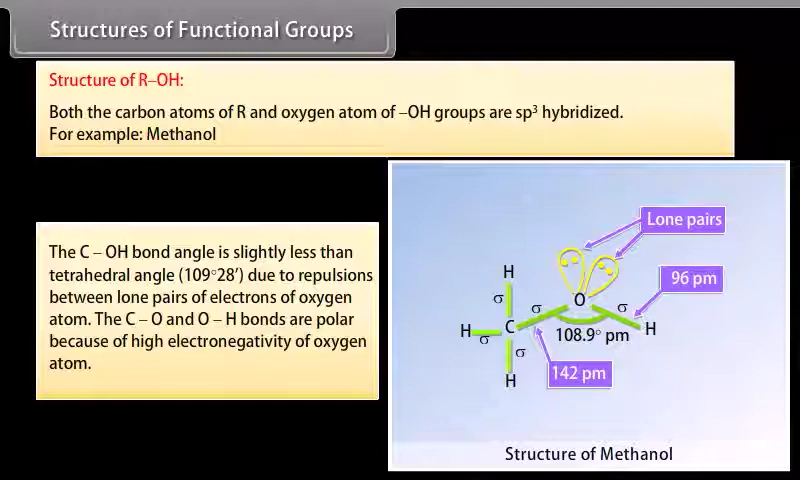 Structures of Functional Groups
Structure of R–OH:
Both the carbon atoms of R and oxygen atom of –OH groups are sp³ hybridized.
For example: Methanol
The C – OH bond angle is slightly less than
tetrahedral angle (109°28′) due to repulsions
between lone pairs of electrons of oxygen
atom. The C – O and O – H bonds are polar
because of high electronegativity of oxygen
atom.
Lone pairs
96 pm
H
σ
σ
O
σ
H
σ
C
108.9° pm
H
σ
142 pm
H
Structure of Methanol